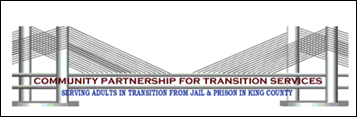 COMMUNITY PARTNERSHIP FOR TRANSITION SERVICES
SERVING ADULTS IN TRANSITION FROM JAIL & PRISON IN KING COUNTY